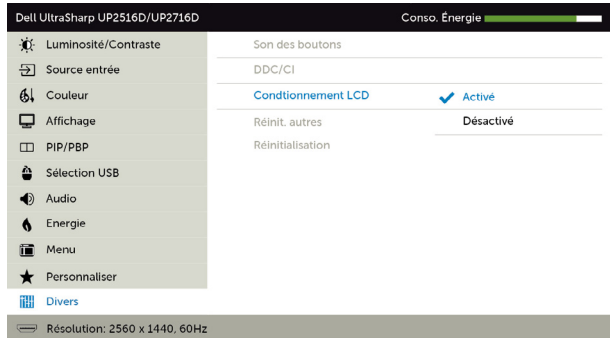 Dell UltraSharp UP2516D/UP2716D Conso. Énergie
Luminosité/Contraste Son des boutons
Source entrée DDC/CI
Couleur Condtionnement LCD Activé
Affichage Réinit. autres Désactivé
PIP/PBP Réinitialisation
Sélection USB
Audio
Energie
Menu
Personnaliser
Divers
Résolution: 2560 x 1440, 60Hz